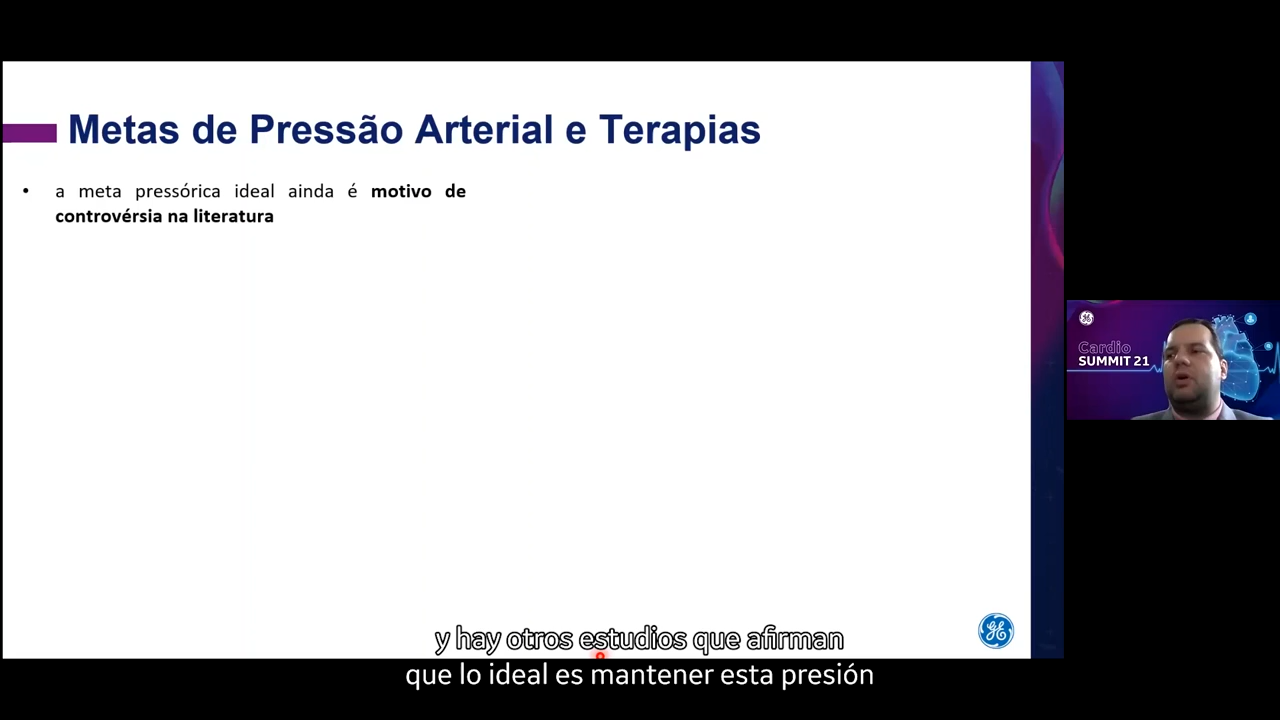 Metas de Pressão Arterial e Terapias
• a meta pressórica ideal ainda é motivo de
controvérsia na literatura
Cardio
SUMMIT 21
y hay otros estudios que afirman
que lo ideal es mantener esta presión